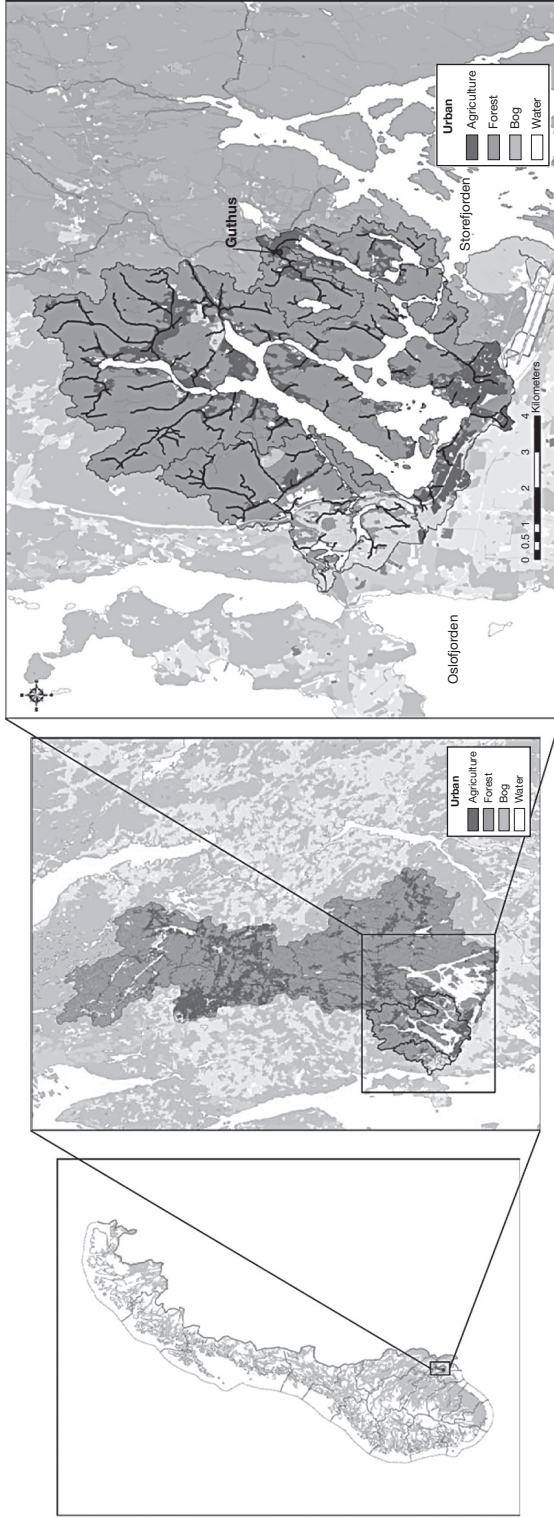 Urban
Agriculture
Forest
Bog
Water
Urban
Agriculture
Forest
Bog
Water
Guthus
Storefjorden
Oslofjorden
0 0.5 1 2 3 4
Kilometers